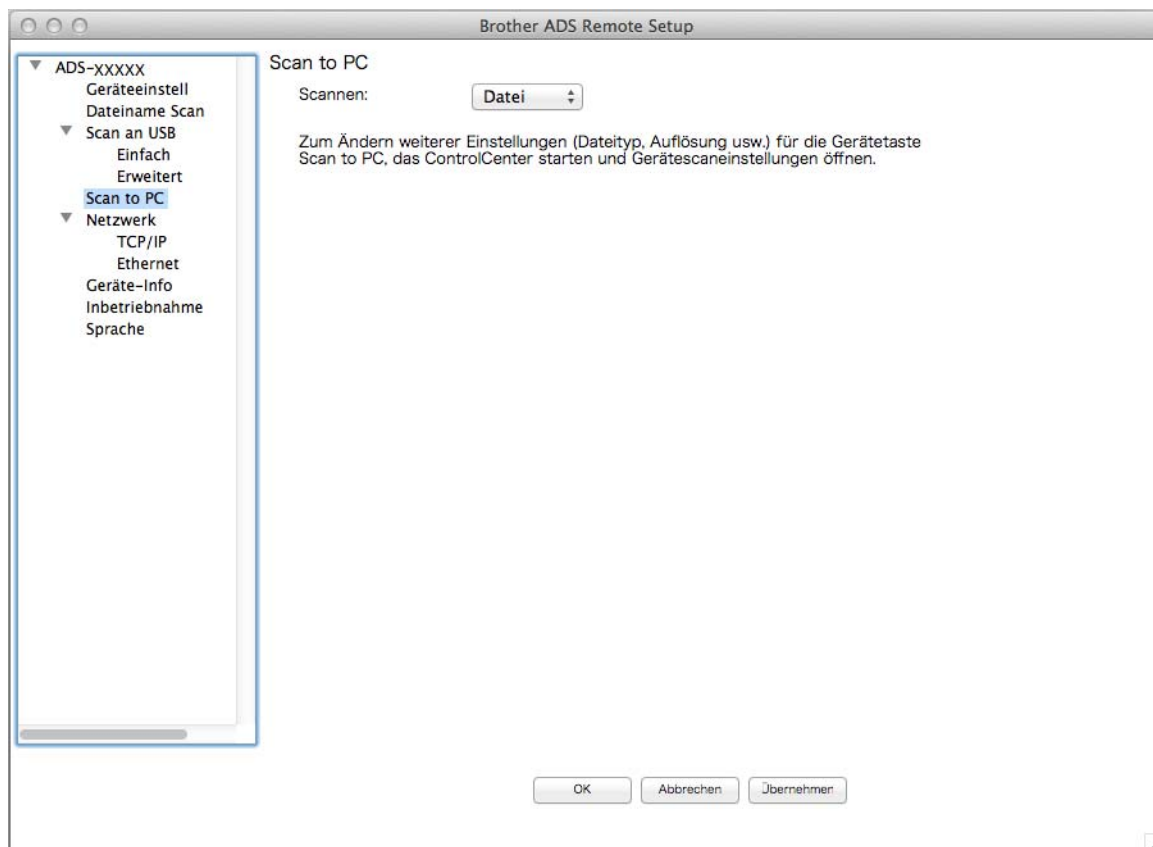 Brother ADS Remote Setup
ADS-XXXXX
Geräteeinstell
Dateiname Scan
Scan an USB
Einfach
Erweitert
Scan to PC
Netzwerk
TCP/IP
Ethernet
Geräte-Info
Inbetriebnahme
Sprache
Scan to PC
Scannen:
Datei
Zum Ändern weiterer Einstellungen (Dateityp, Auflösung usw.) für die Gerätetaste
Scan to PC, das ControlCenter starten und Gerätescaneinstellungen öffnen.
OK
Abbrechen
Übernehmen